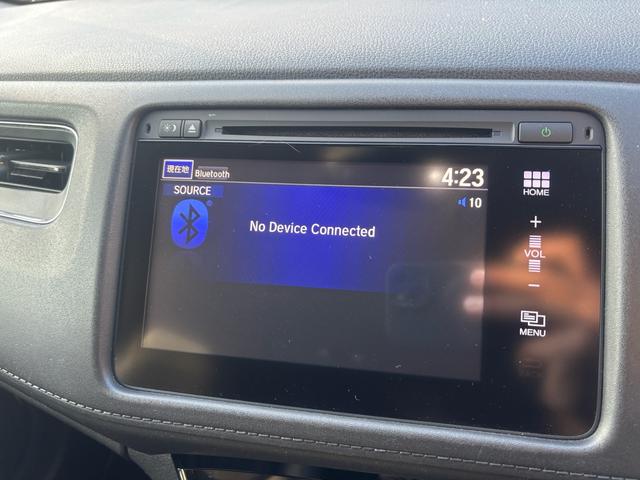 現在地 Bluetooth 4:23
SOURCE
10
No Device Connected
HOME
+
VOL
−
MENU